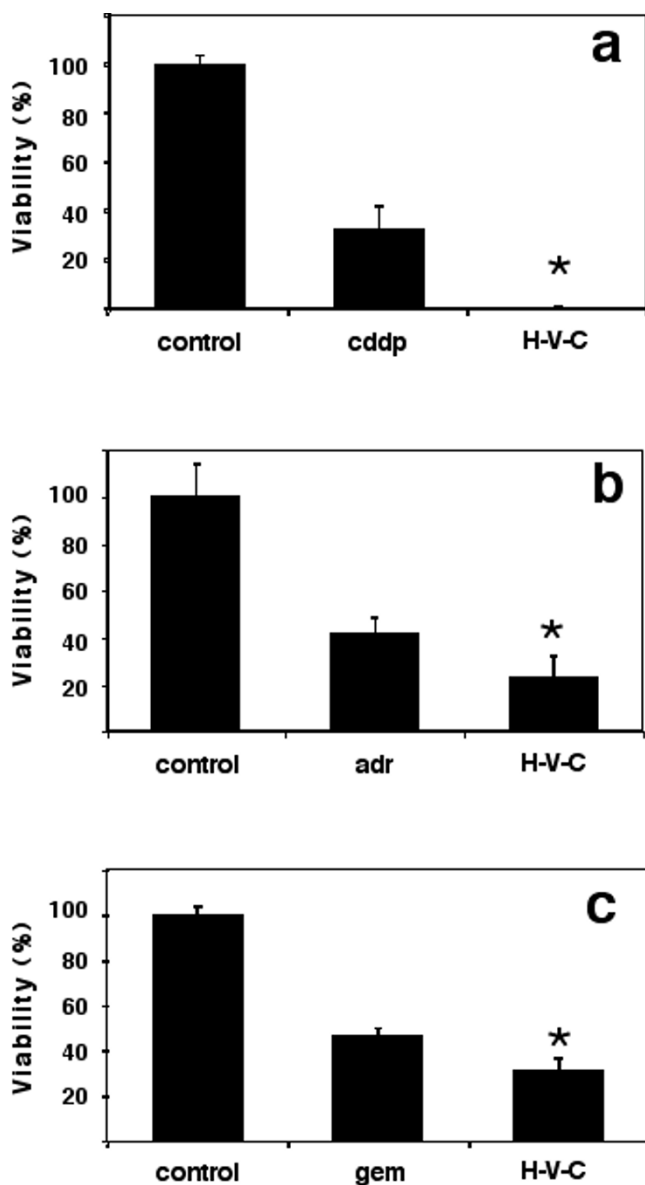 a
Viability (%)
100
80
60
40
20
*
control cddp H-V-C
b
Viability (%)
100
80
60
40
20
*
control adr H-V-C
c
Viability (%)
100
80
60
40
20
*
control gem H-V-C